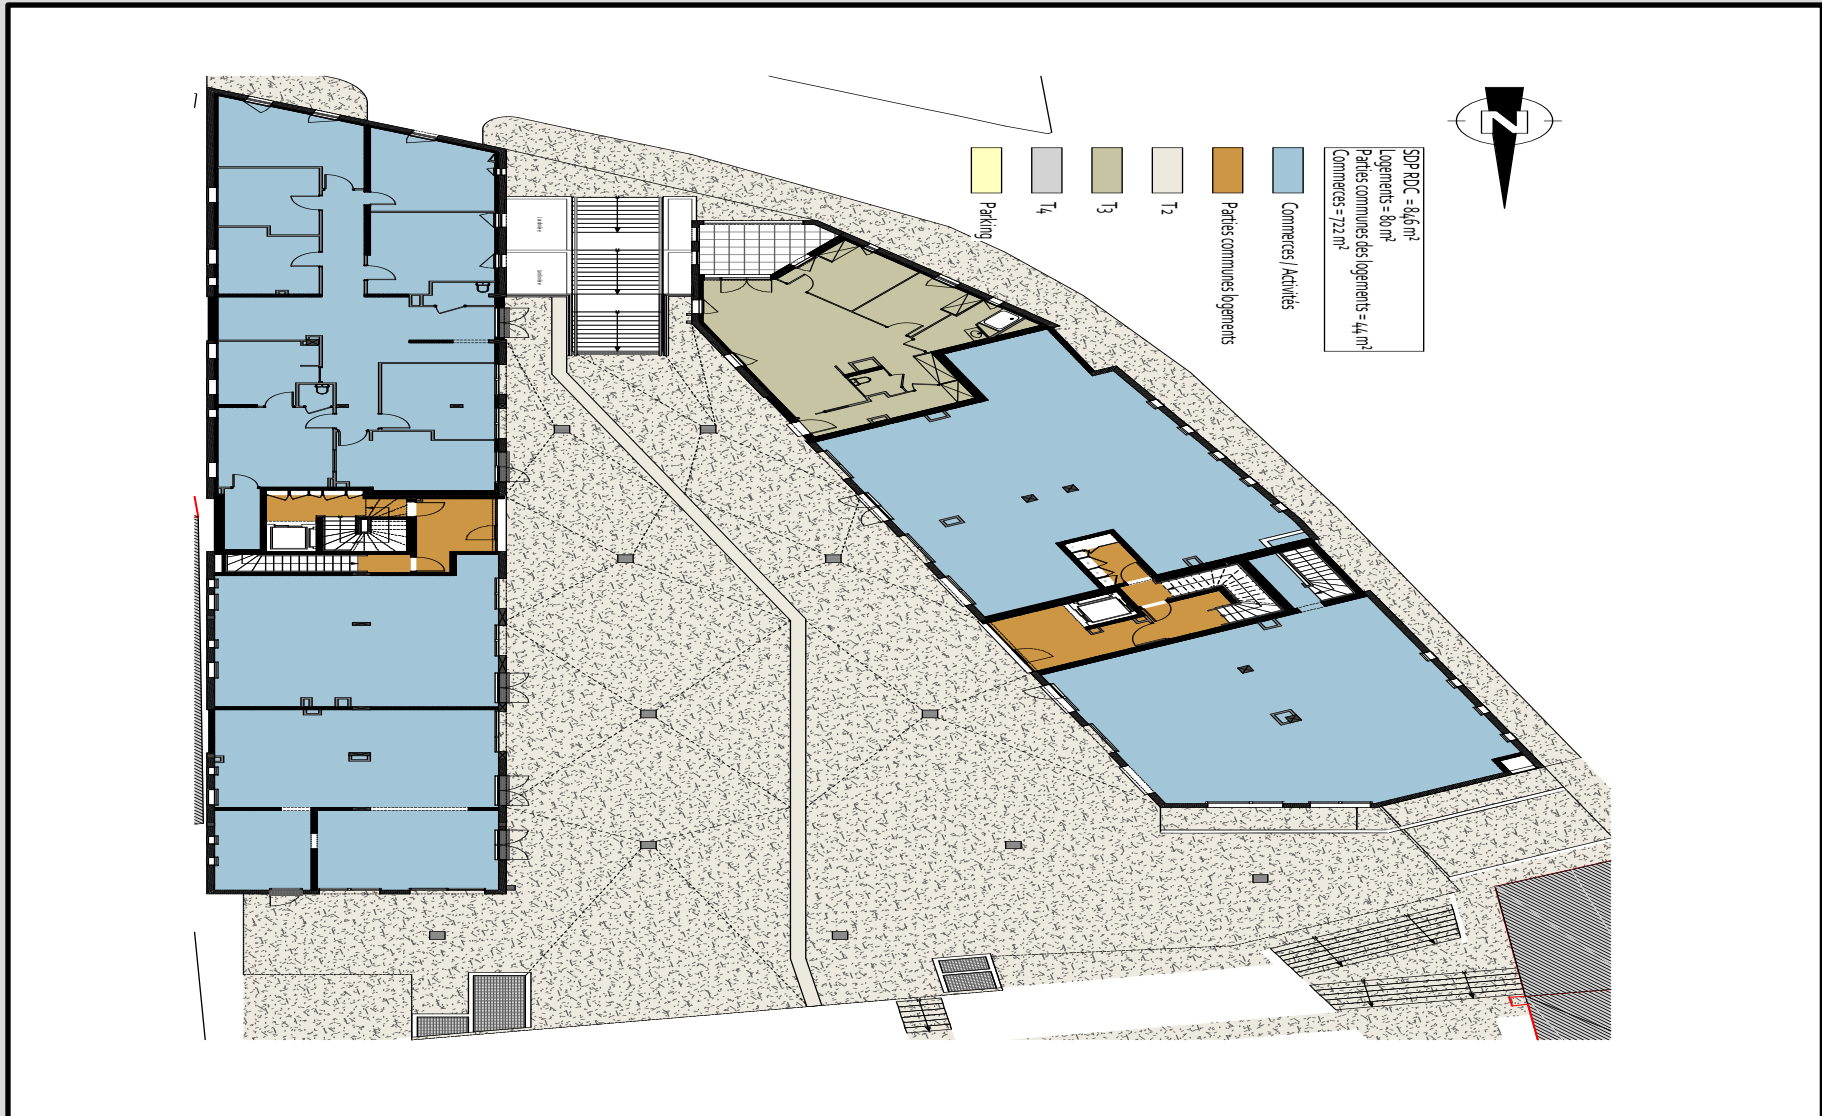 SDP RDC = 846 m²
Logements = 80 m²
Parties communes des logements = 44 m²
Commerces = 722 m²
Commerces / Activités
Parties communes logements
T2
T3
T4
Parking
N